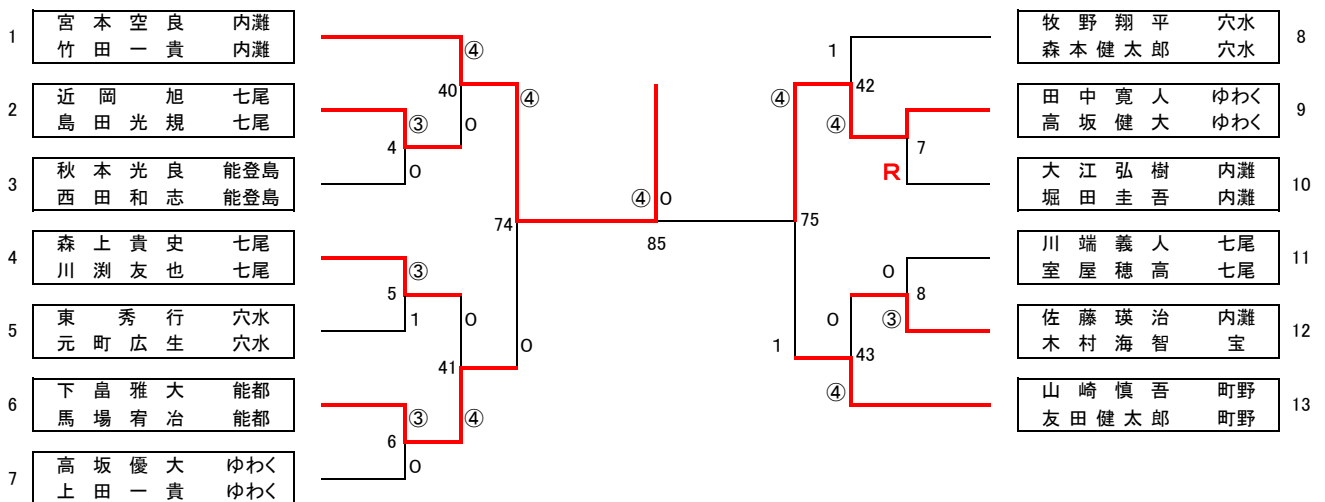 1 宮本空良 内灘
竹田一貴 内灘
2 近岡旭 七尾
島田光規 七尾
3 秋本光良 能登島
西田和志 能登島
4 森上貴史 七尾
川渕友也 七尾
5 東秀行 穴水
元町広生 穴水
6 下畠雅大 能都
馬場宥冶 能都
7 高坂優大 ゆわく
上田一貴 ゆわく
④
40
0
③
4
0
④
74
③
5
1
0
41
0
③
④
6
0
④ 0
85
1
④
42
④
7
R
75
0
8
0
③
1
43
④
牧野翔平 穴水 8
森本健太郎 穴水
田中寛人 ゆわく 9
高坂健大 ゆわく
大江弘樹 内灘 10
堀田圭吾 内灘
川端義人 七尾 11
室屋穂高 七尾
佐藤瑛治 内灘 12
木村海智 宝
山崎慎吾 町野 13
友田健太郎 町野